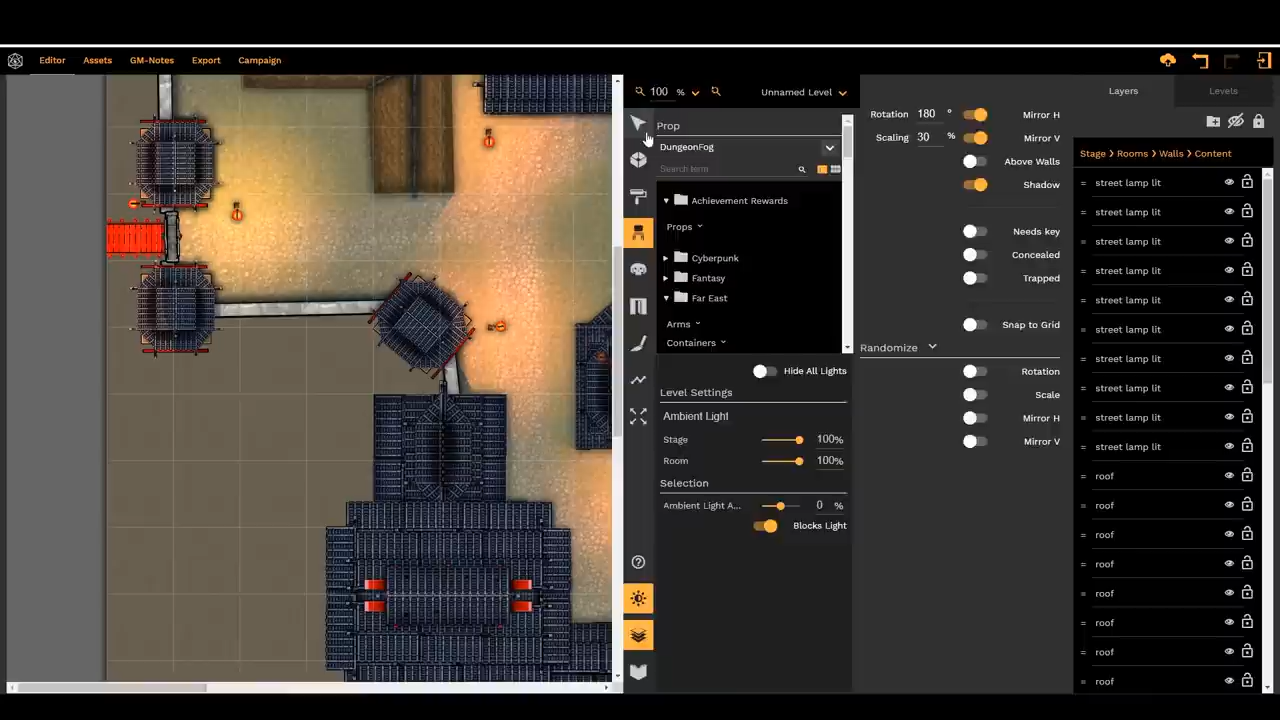 Editor Assets GM-Notes Export Campaign
100 % Unnamed Level
Prop
DungeonFog
Search term
Achievement Rewards
Props
Cyberpunk
Fantasy
Far East
Arms
Containers
Hide All Lights
Level Settings
Ambient Light
Stage 100%
Room 100%
Selection
Ambient Light A... 0 %
Blocks Light
Rotation 180 ° Mirror H
Scaling 30 % Mirror V
Above Walls
Shadow
Needs key
Concealed
Trapped
Snap to Grid
Randomize
Rotation
Scale
Mirror H
Mirror V
Layers Levels
Stage > Rooms > Walls > Content
= street lamp lit
= street lamp lit
= street lamp lit
= street lamp lit
= street lamp lit
= street lamp lit
= street lamp lit
= street lamp lit
= street lamp lit
= street lamp lit
= roof
= roof
= roof
= roof
= roof
= roof
= roof
= roof